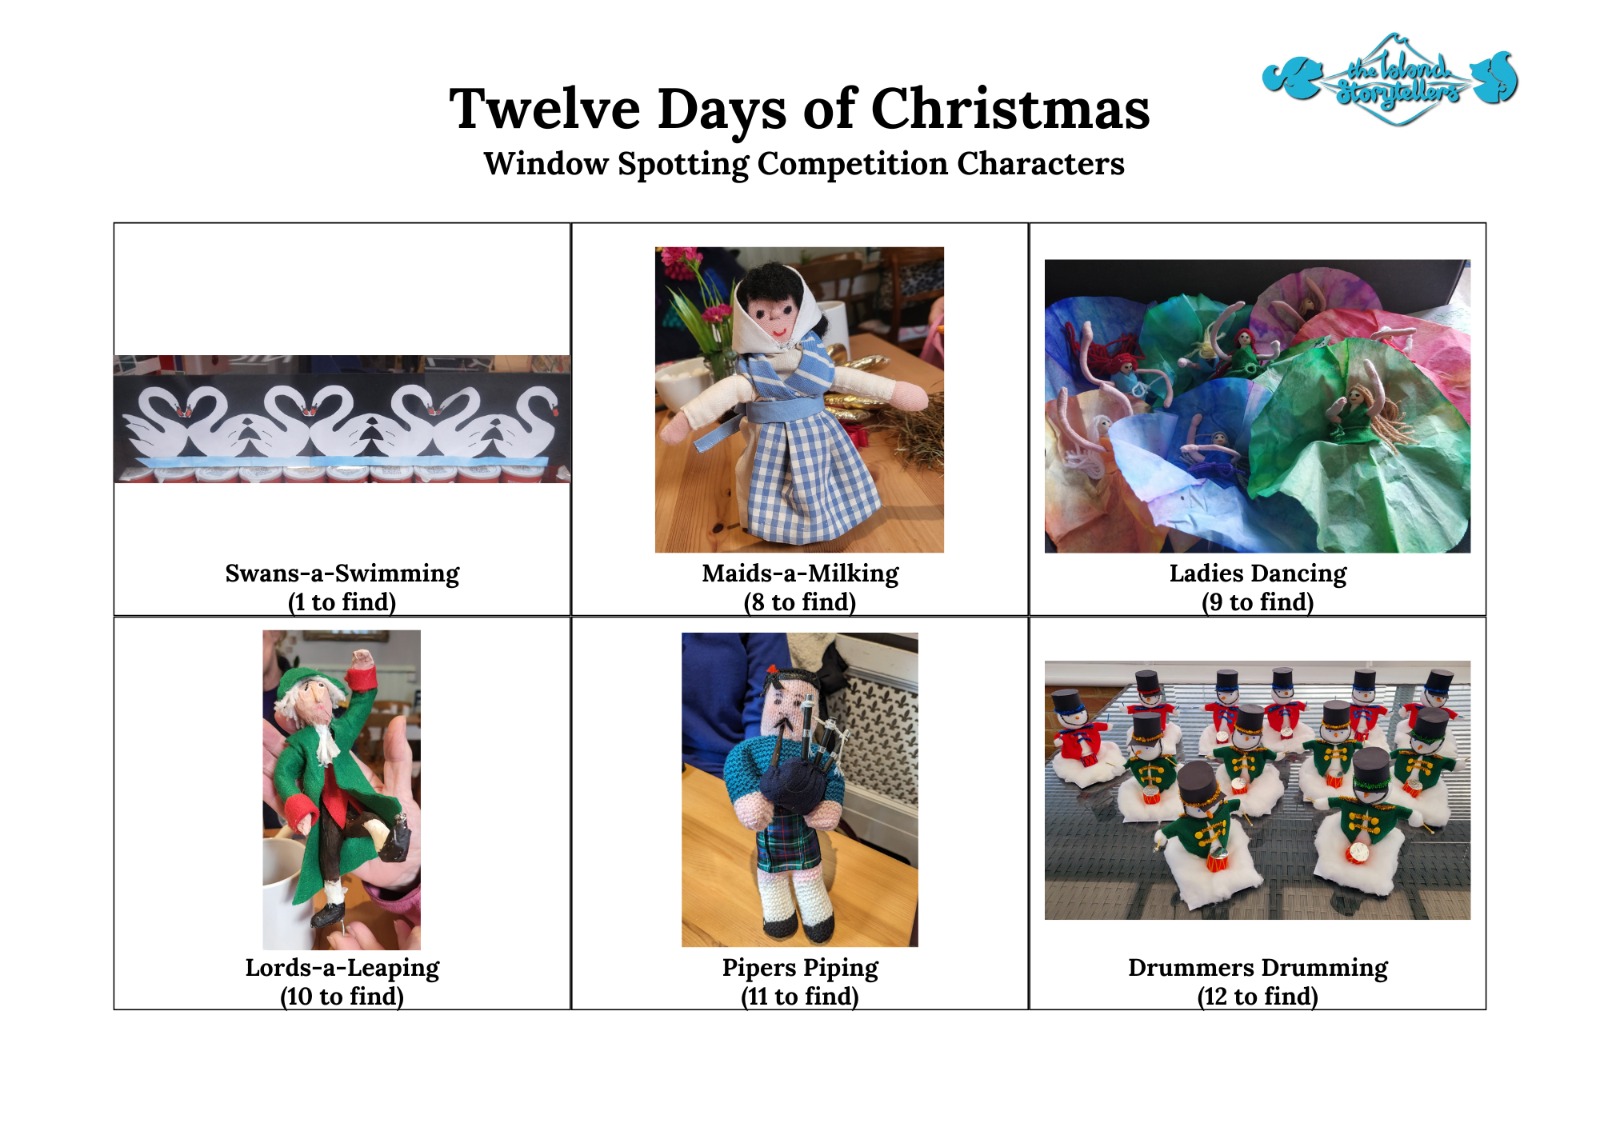 the Island
Storytellers
Twelve Days of Christmas
Window Spotting Competition Characters
Swans-a-Swimming
(1 to find)
Maids-a-Milking
(8 to find)
Ladies Dancing
(9 to find)
Lords-a-Leaping
(10 to find)
Pipers Piping
(11 to find)
Drummers Drumming
(12 to find)